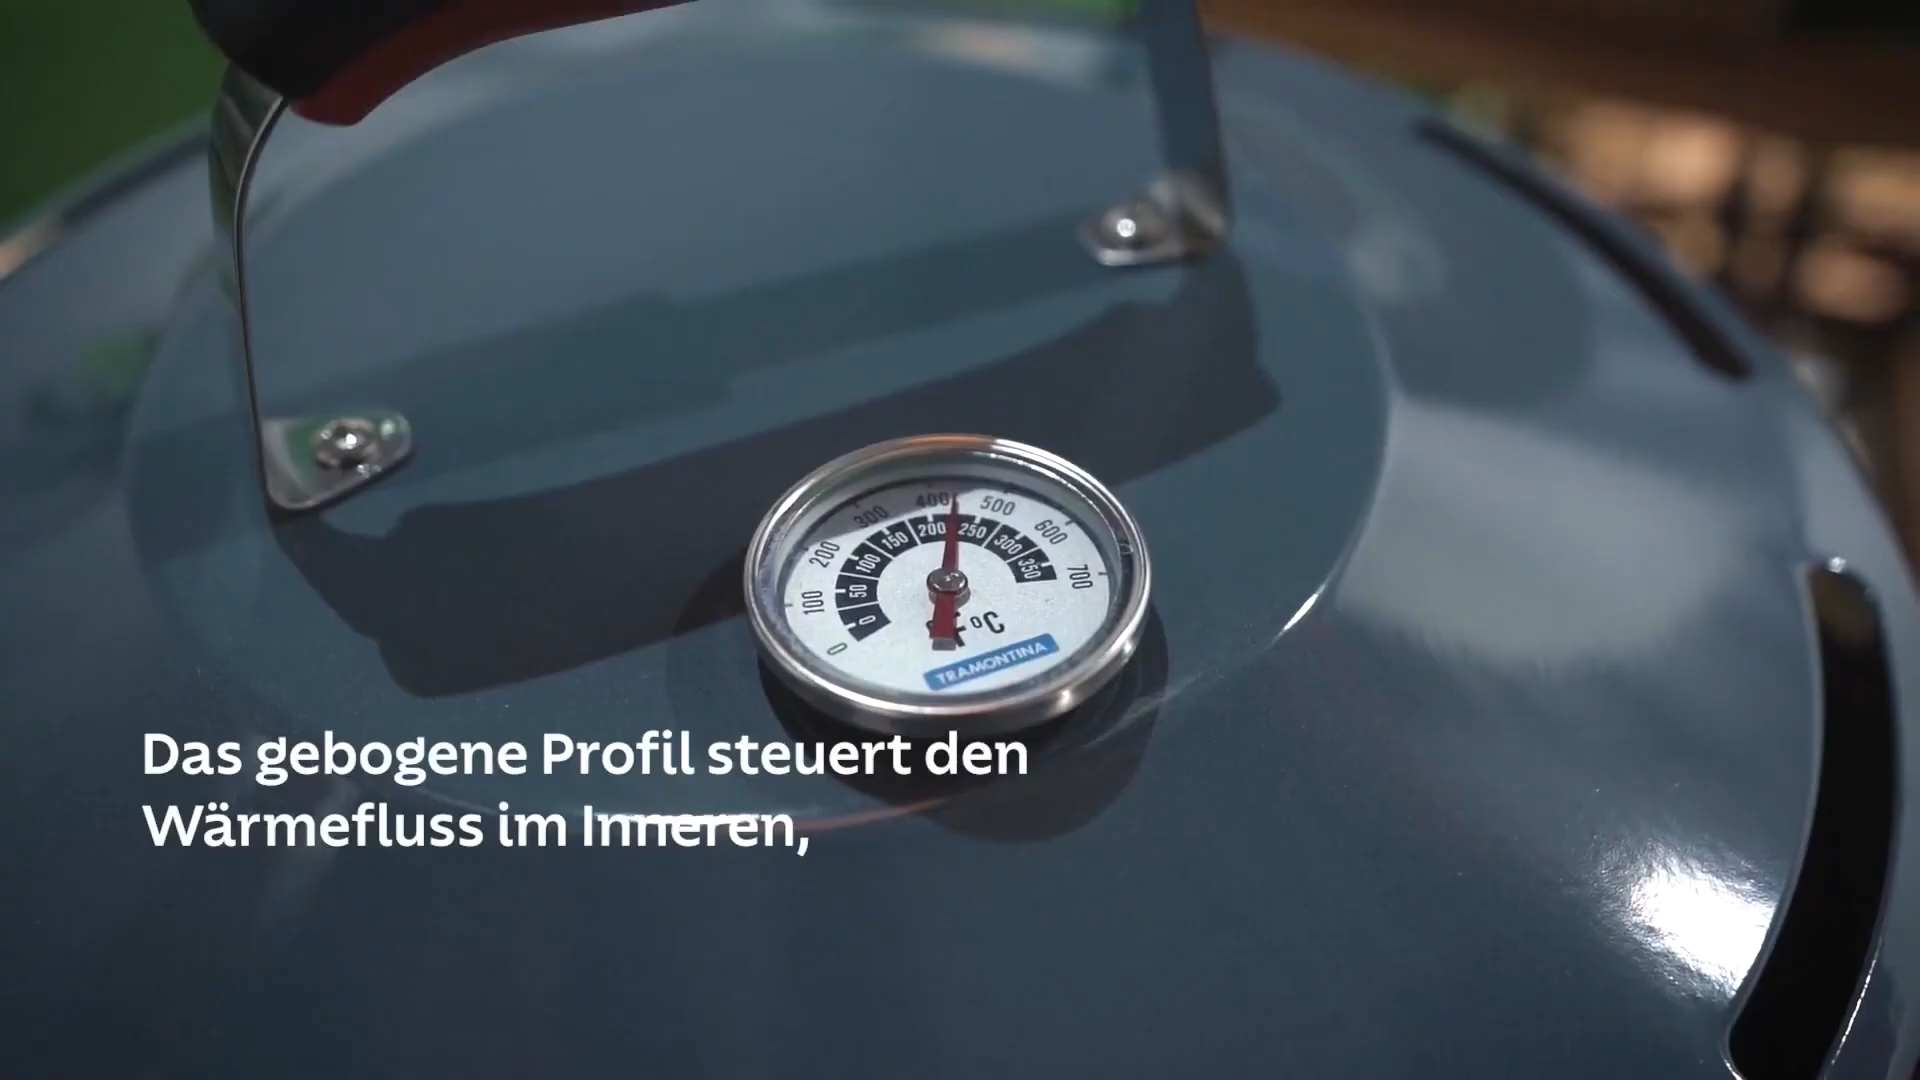 0 100 200 300 400 500 600 700
0 50 100 150 200 250 300 350
°F °C
TRAMONTINA
Das gebogene Profil steuert den
Wärmefluss im Inneren,